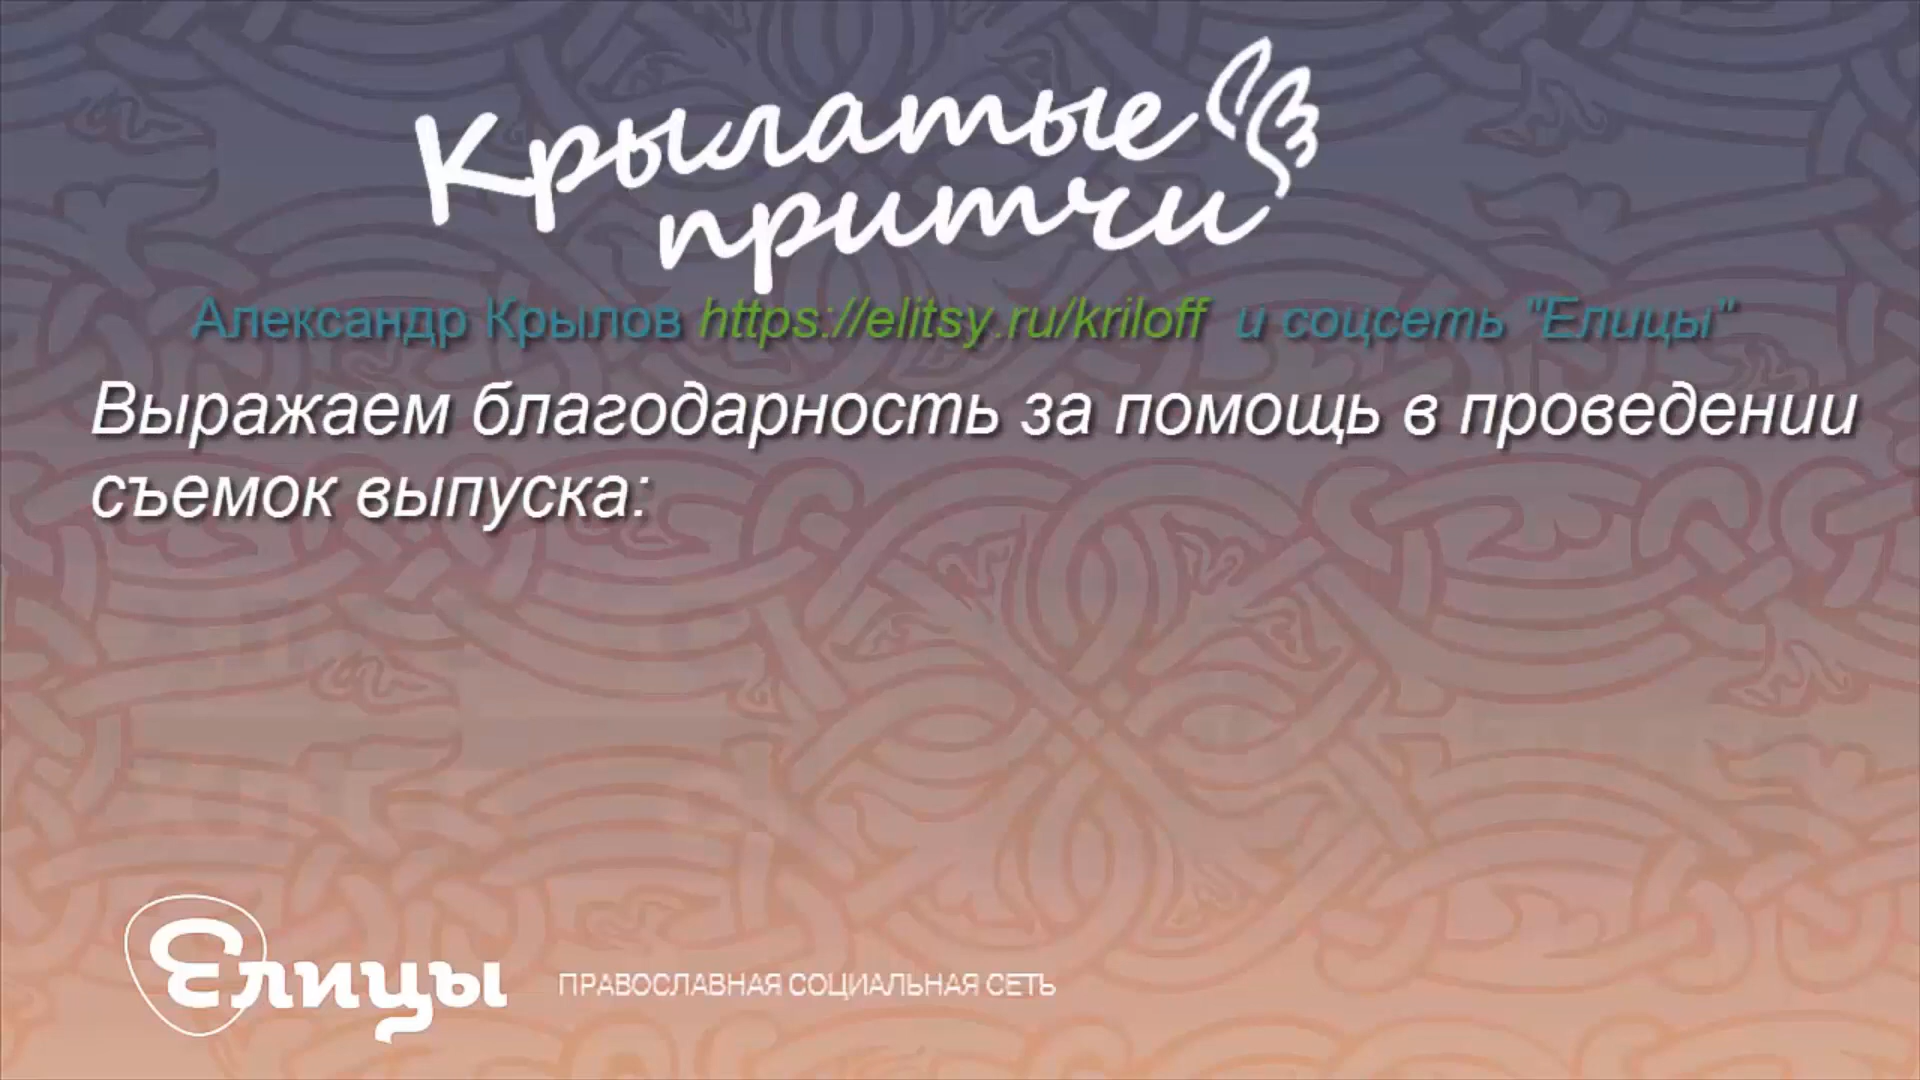 Крылатые
притчи
Александр Крылов https://elitsy.ru/kriloff и соцсеть "Елицы"
Выражаем благодарность за помощь в проведении
съемок выпуска:
Елицы ПРАВОСЛАВНАЯ СОЦИАЛЬНАЯ СЕТЬ